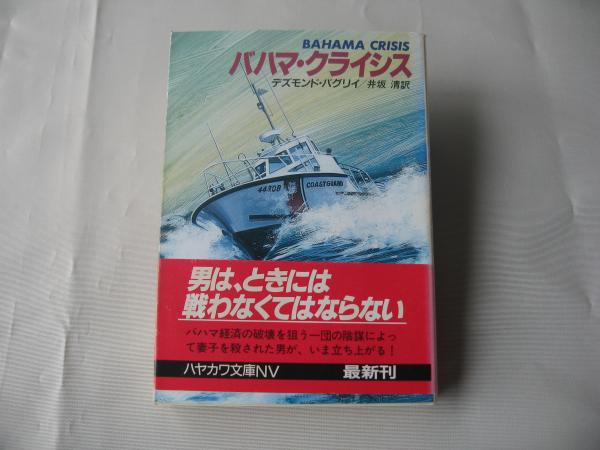 BAHAMA CRISIS
バハマ・クライシス
デズモンド・バグリイ／井坂 清訳
44308
COAST GUARD
男は、ときには
戦わなくてはならない
バハマ経済の破壊を狙う一団の陰謀によっ
て妻子を殺された男が、いま立ち上がる！
ハヤカワ文庫NV
最新刊